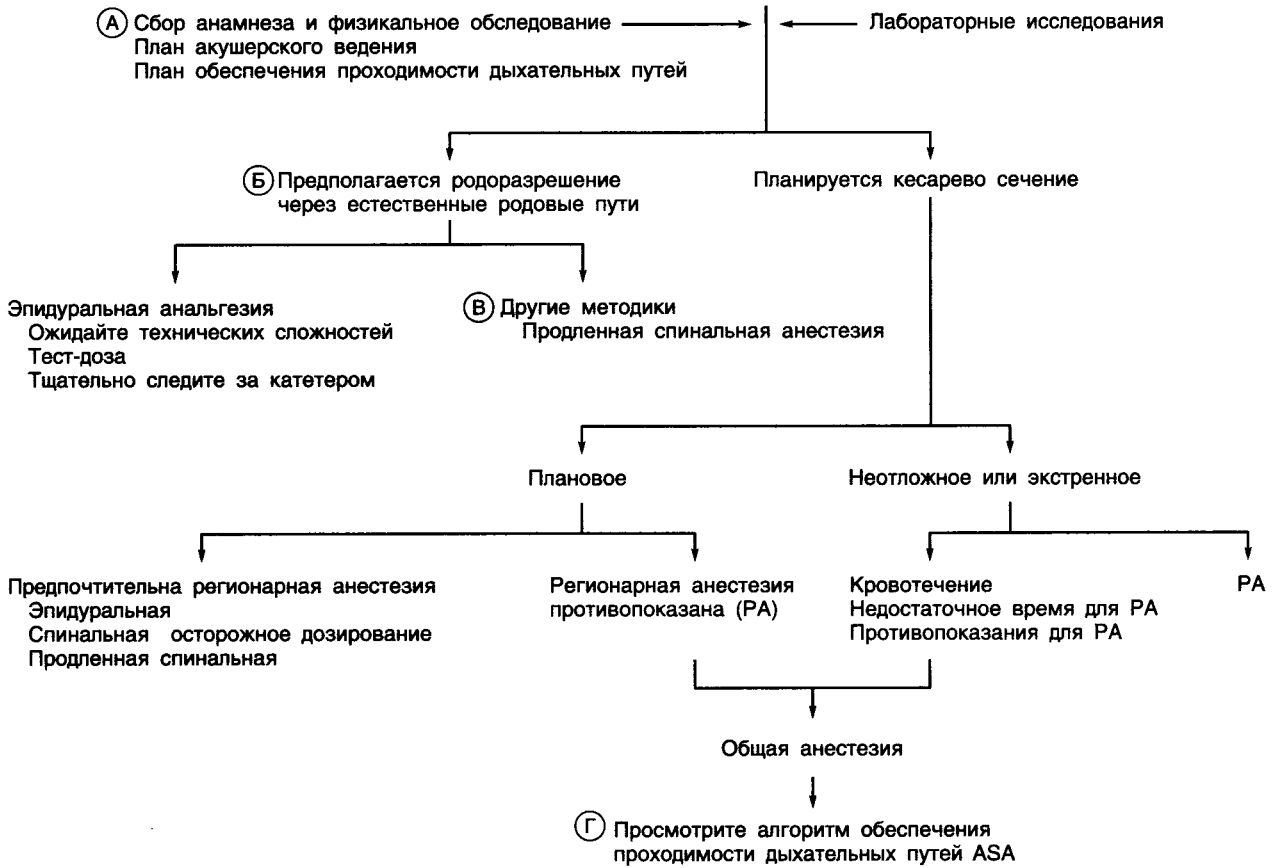 А Сбор анамнеза и физикальное обследование
План акушерского ведения
План обеспечения проходимости дыхательных путей
Лабораторные исследования
Б Предполагается родоразрешение
через естественные родовые пути
Планируется кесарево сечение
Эпидуральная анальгезия
Ожидайте технических сложностей
Тест-доза
Тщательно следите за катетером
В Другие методики
Продленная спинальная анестезия
Плановое
Неотложное или экстренное
Предпочтительна регионарная анестезия
Эпидуральная
Спинальная осторожное дозирование
Продленная спинальная
Регионарная анестезия
противопоказана (РА)
Кровотечение
Недостаточное время для РА
Противопоказания для РА
РА
Общая анестезия
Г Просмотрите алгоритм обеспечения
проходимости дыхательных путей ASA